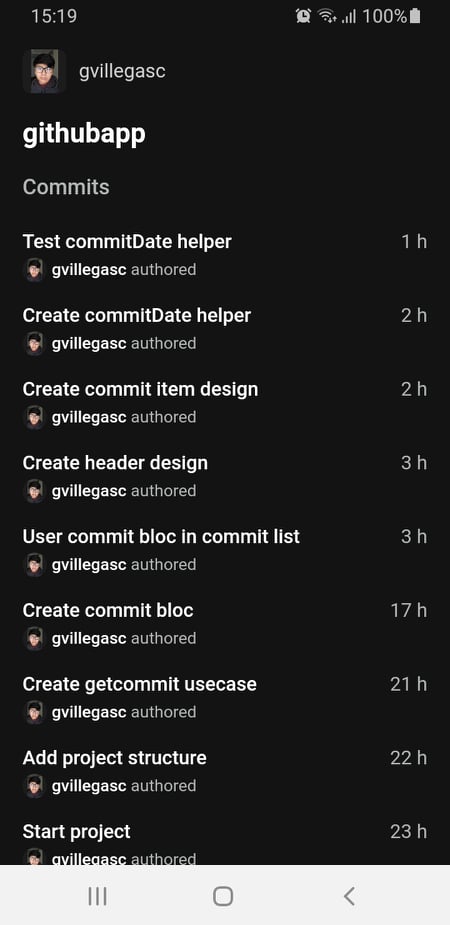 15:19 100%
gvillegasc
githubapp
Commits
Test commitDate helper 1 h
gvillegasc authored
Create commitDate helper 2 h
gvillegasc authored
Create commit item design 2 h
gvillegasc authored
Create header design 3 h
gvillegasc authored
User commit bloc in commit list 3 h
gvillegasc authored
Create commit bloc 17 h
gvillegasc authored
Create getcommit usecase 21 h
gvillegasc authored
Add project structure 22 h
gvillegasc authored
Start project 23 h
gvillegasc authored